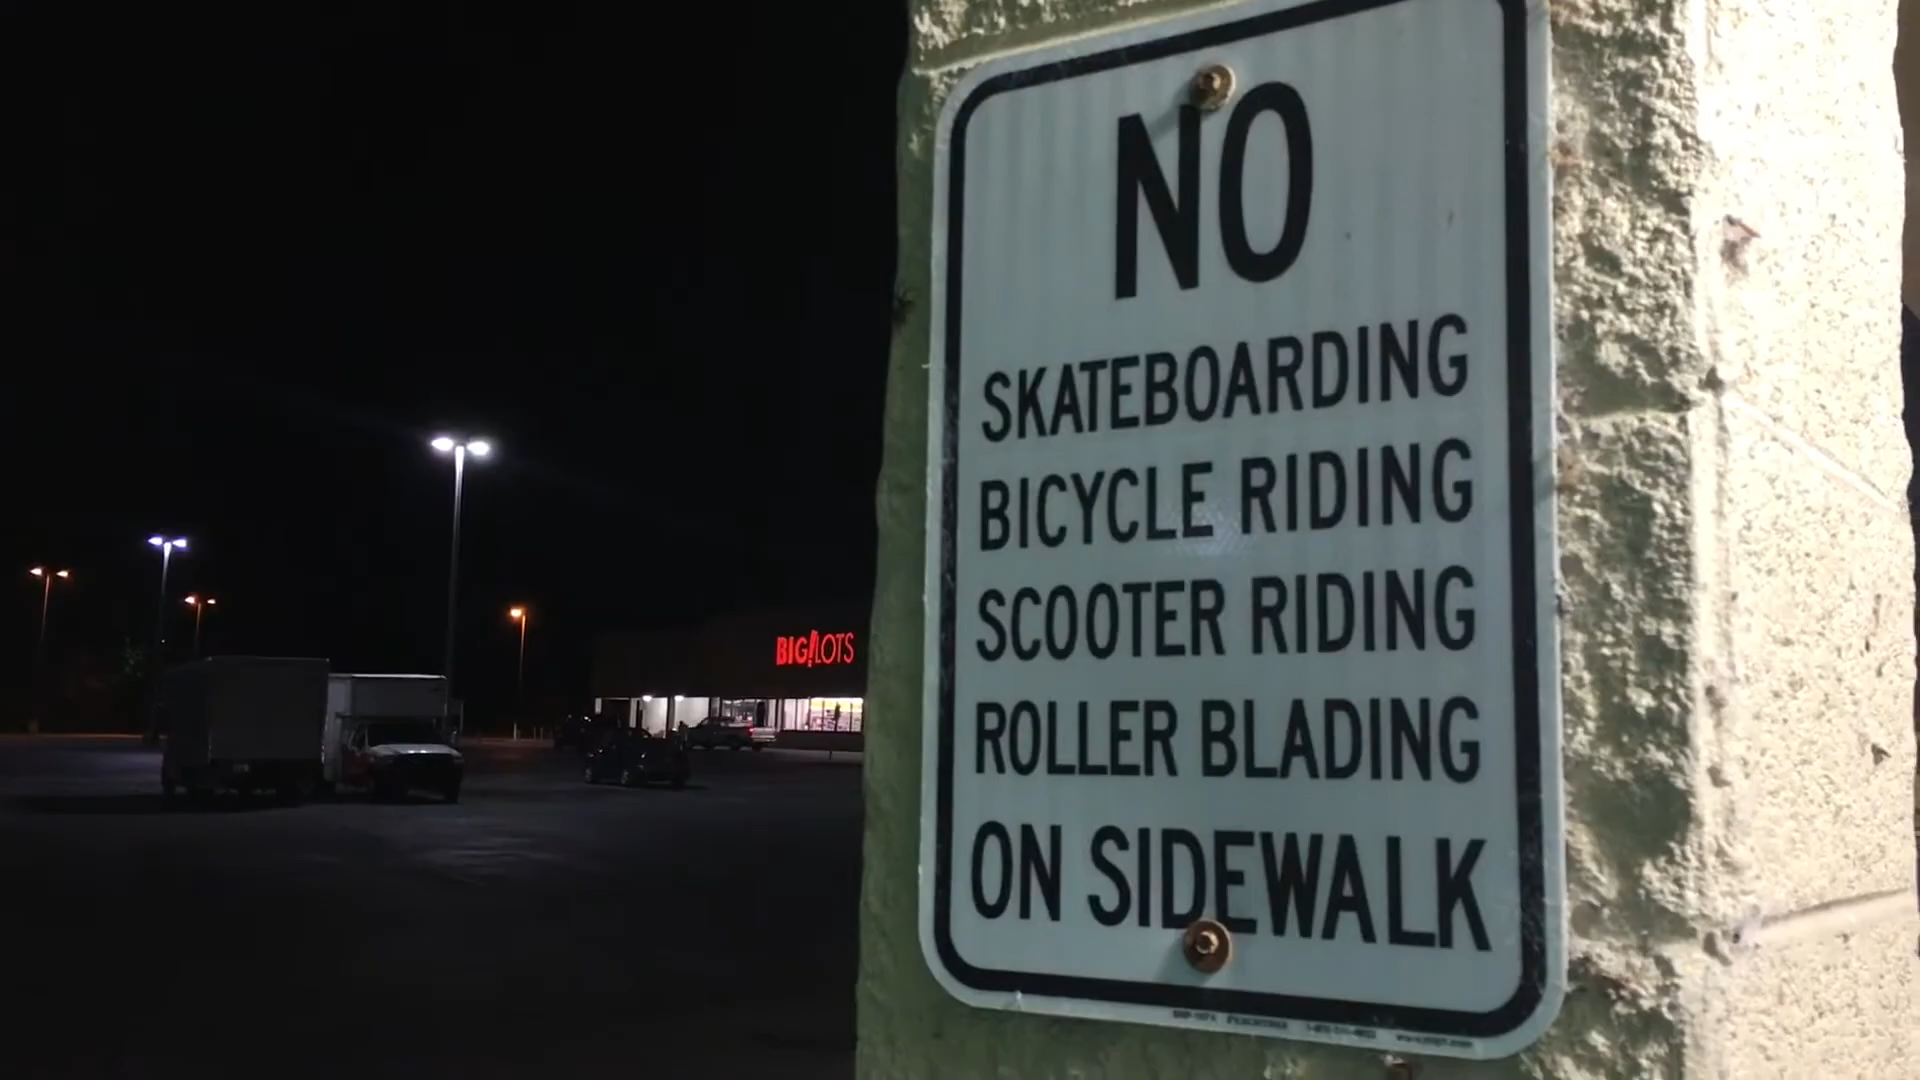 NO
SKATEBOARDING
BICYCLE RIDING
SCOOTER RIDING
ROLLER BLADING
ON SIDEWALK
BIG!LOTS